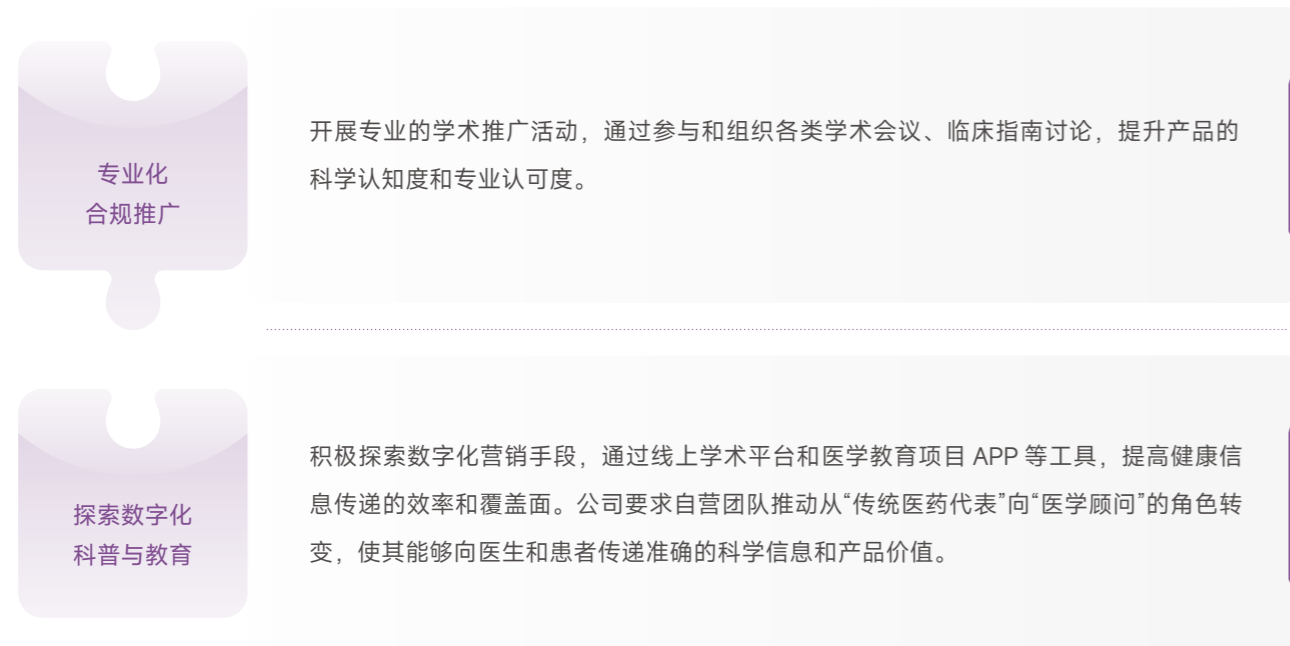 专业化
合规推广
开展专业的学术推广活动，通过参与和组织各类学术会议、临床指南讨论，提升产品的
科学认知度和专业认可度。
探索数字化
科普与教育
积极探索数字化营销手段，通过线上学术平台和医学教育项目 APP 等工具，提高健康信
息传递的效率和覆盖面。公司要求自营团队推动从“传统医药代表”向“医学顾问”的角色转
变，使其能够向医生和患者传递准确的科学信息和产品价值。